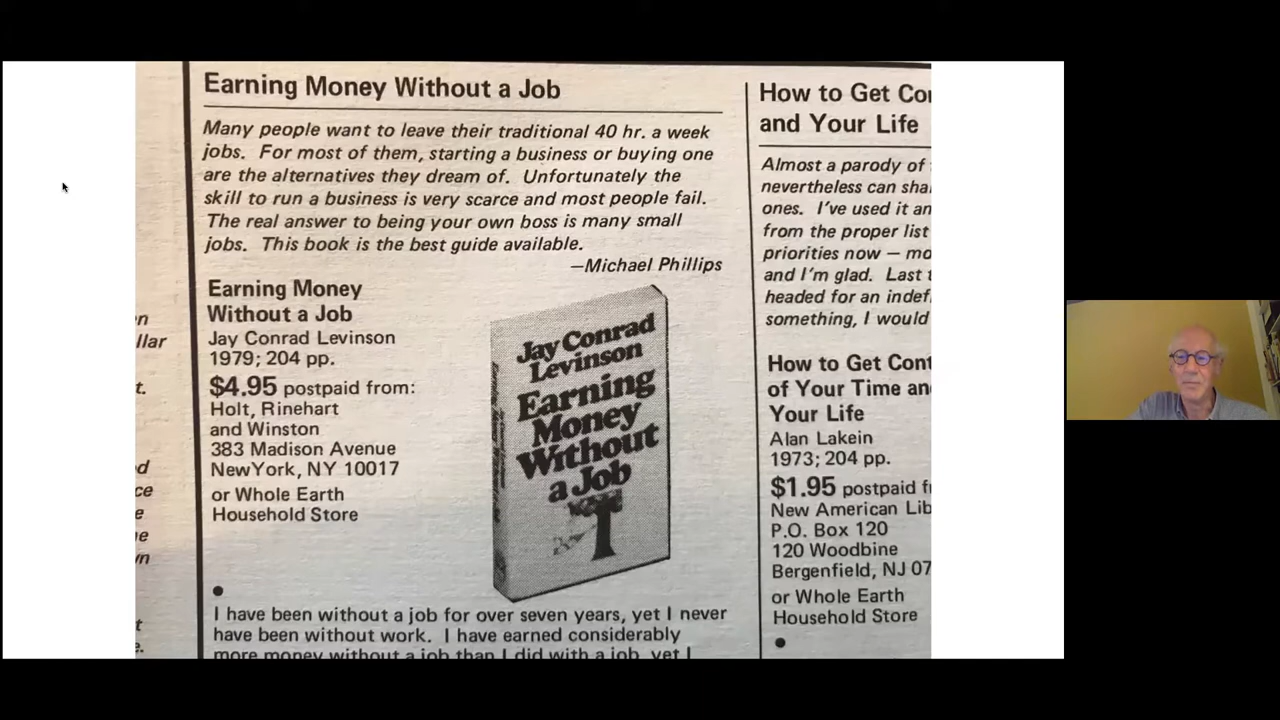 Earning Money Without a Job
Many people want to leave their traditional 40 hr. a week
jobs. For most of them, starting a business or buying one
are the alternatives they dream of. Unfortunately the
skill to run a business is very scarce and most people fail.
The real answer to being your own boss is many small
jobs. This book is the best guide available.
—Michael Phillips
Earning Money
Without a Job
Jay Conrad Levinson
1979; 204 pp.
$4.95 postpaid from:
Holt, Rinehart
and Winston
383 Madison Avenue
NewYork, NY 10017
or Whole Earth
Household Store
Jay Conrad
Levinson
Earning
Money
Without
a Job
I have been without a job for over seven years, yet I never
have been without work. I have earned considerably
more money without a job than I did with a job, yet I
How to Get
and Your Life
Almost a parody of
nevertheless can
ones. I've used it
from the proper list
priorities now —
and I'm glad. Last
headed for an
something, I would
How to Get
of Your Time
Your Life
Alan Lakein
1973; 204 pp.
$1.95 postpaid
New American
P.O. Box 120
120 Woodbine
Bergenfield, NJ 07
or Whole Earth
Household Store